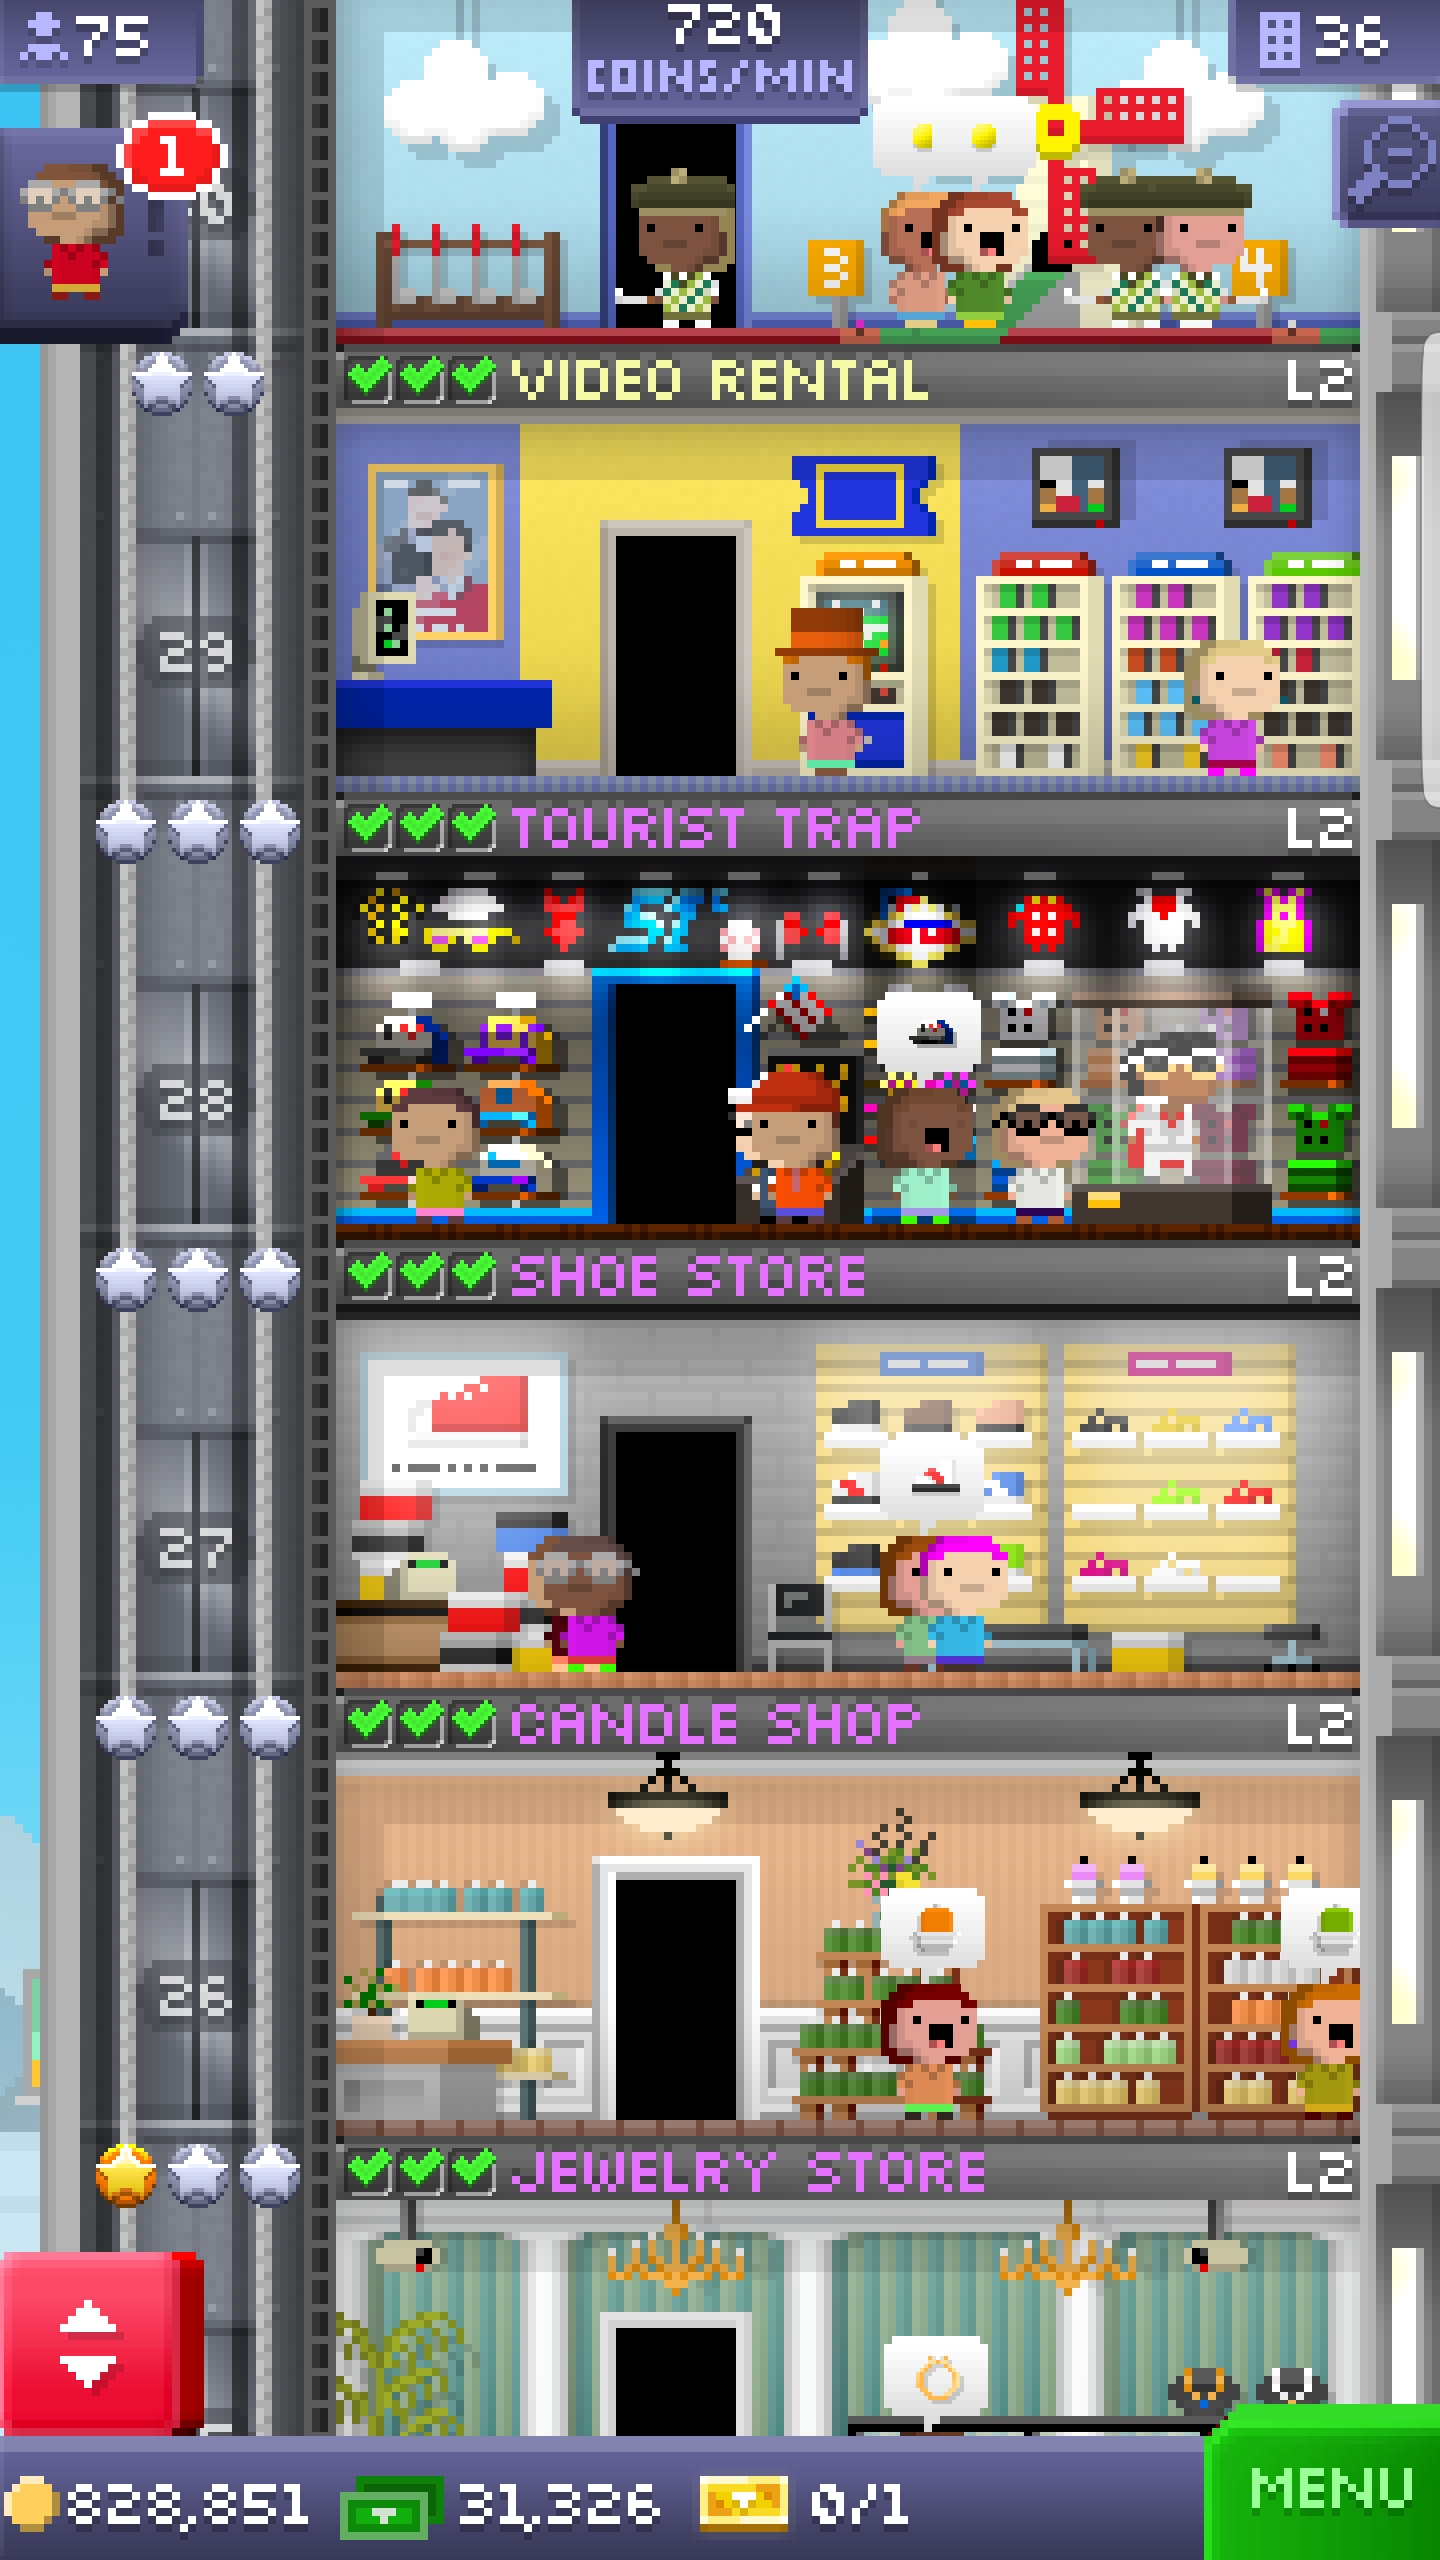 75
720
COINS/MIN
36
1
3
4
VIDEO RENTAL L2
29
TOURIST TRAP L2
28
SHOE STORE L2
27
CANDLE SHOP L2
26
JEWELRY STORE L2
828,851 31,326 0/1
MENU